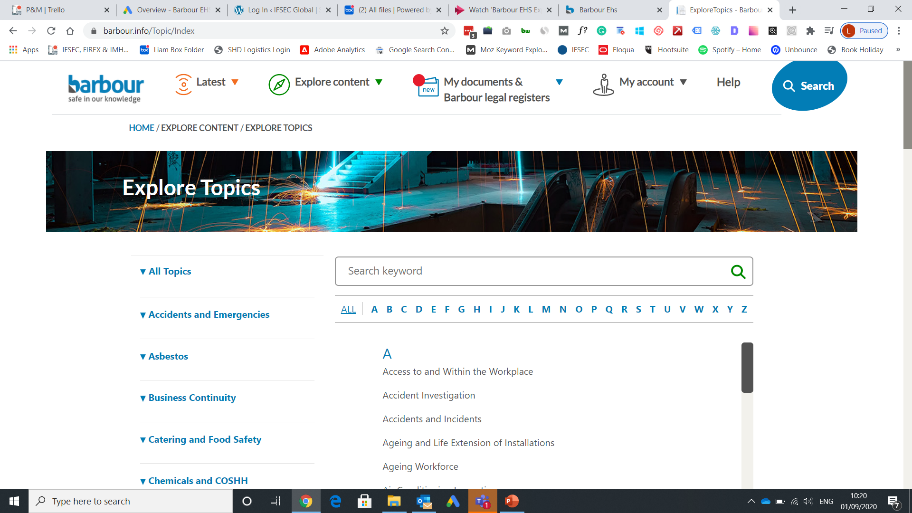 P&M | Trello
Overview - Barbour EHS
Log In ‹ IFSEC Global |
(2) All files | Powered b
Watch 'Barbour EHS Es
Barbour Ehs
ExploreTopics - Barbou
barbour.info/Topic/Index
Paused
Apps
IFSEC, FIREX & IMH...
Liam Box Folder
SHD Logistics Login
Adobe Analytics
Google Search Con...
Moz Keyword Explo...
IFSEC
Eloqua
Hootsuite
Spotify – Home
Unbounce
Book Holiday
barbour
safe in our knowledge
Latest
Explore content
new
My documents &
Barbour legal registers
My account
Help
Search
HOME / EXPLORE CONTENT / EXPLORE TOPICS
Explore Topics
All Topics
Accidents and Emergencies
Asbestos
Business Continuity
Catering and Food Safety
Chemicals and COSHH
Search keyword
ALL A B C D E F G H I J K L M N O P Q R S T U V W X Y Z
A
Access to and Within the Workplace
Accident Investigation
Accidents and Incidents
Ageing and Life Extension of Installations
Ageing Workforce
Type here to search
ENG
10:20
01/09/2020